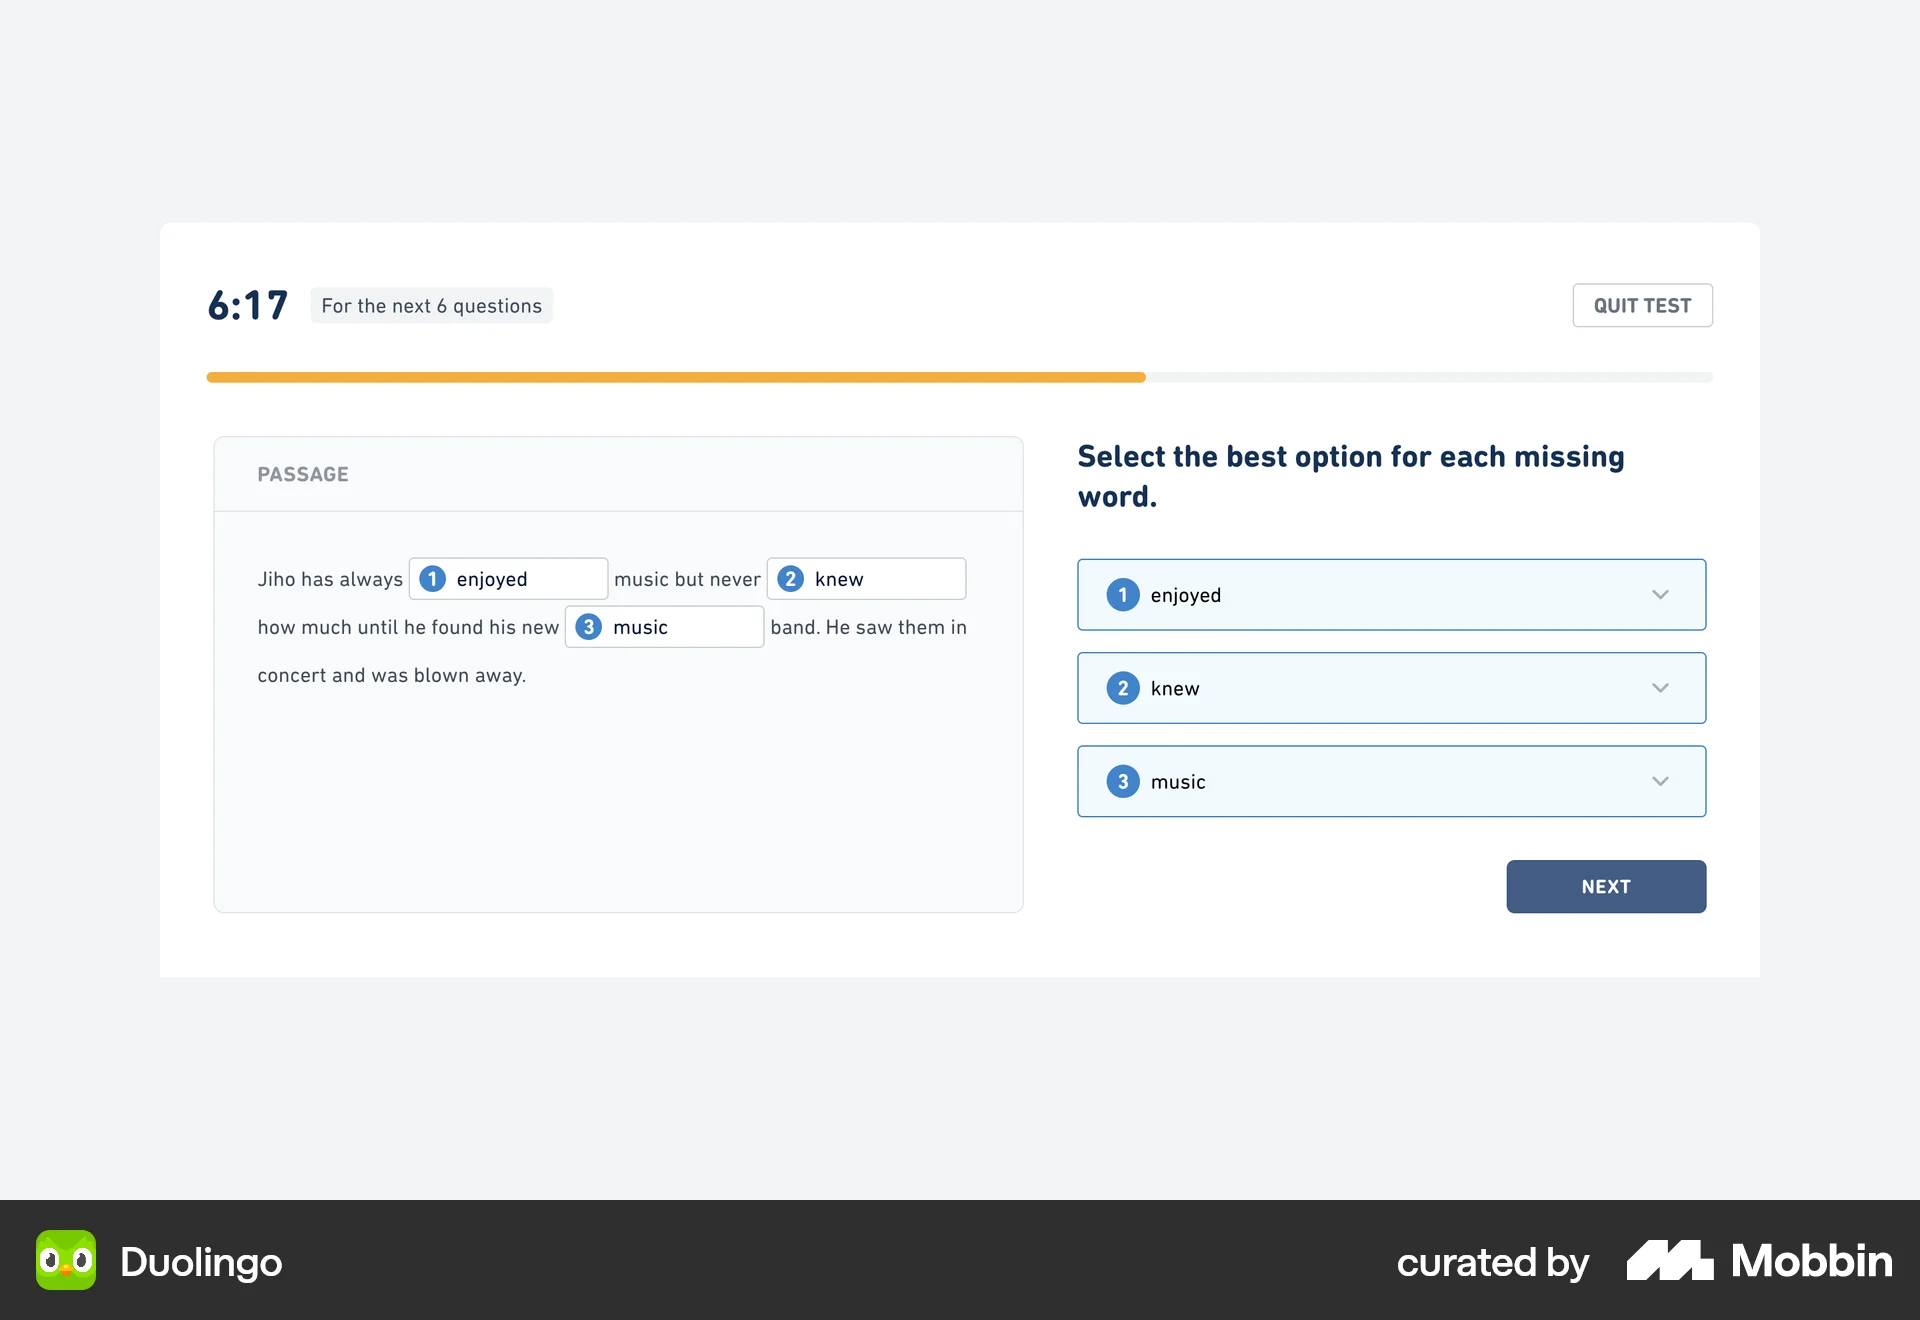 6:17 For the next 6 questions
QUIT TEST
PASSAGE
Jiho has always 1 enjoyed music but never 2 knew
how much until he found his new 3 music band. He saw them in
concert and was blown away.
Select the best option for each missing
word.
1 enjoyed
2 knew
3 music
NEXT
Duolingo
curated by Mobbin